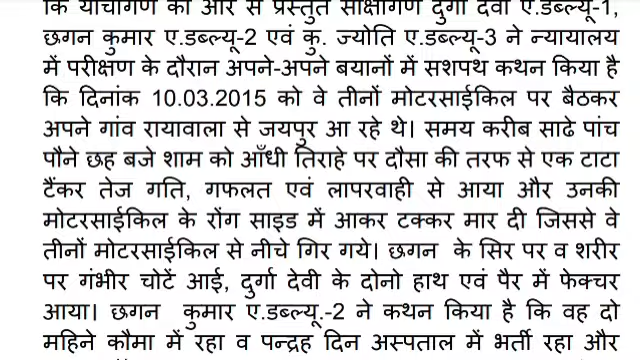 कि याचीगण की ओर से प्रस्तुत साक्षीगण दुर्गा देवी ए.डब्ल्यू-1,
छगन कुमार ए.डब्ल्यू-2 एवं कु. ज्योति ए.डब्ल्यू-3 ने न्यायालय
में परीक्षण के दौरान अपने-अपने बयानों में सशपथ कथन किया है
कि दिनांक 10.03.2015 को वे तीनों मोटरसाईकिल पर बैठकर
अपने गांव रायावाला से जयपुर आ रहे थे। समय करीब साढे पांच
पौने छह बजे शाम को आँधी तिराहे पर दौसा की तरफ से एक टाटा
टैंकर तेज गति, गफलत एवं लापरवाही से आया और उनकी
मोटरसाईकिल के रोंग साइड में आकर टक्कर मार दी जिससे वे
तीनों मोटरसाईकिल से नीचे गिर गये। छगन के सिर पर व शरीर
पर गंभीर चोटें आई, दुर्गा देवी के दोनो हाथ एवं पैर में फेक्चर
आया। छगन कुमार ए.डब्ल्यू.-2 ने कथन किया है कि वह दो
महिने कौमा में रहा व पन्द्रह दिन अस्पताल में भर्ती रहा और